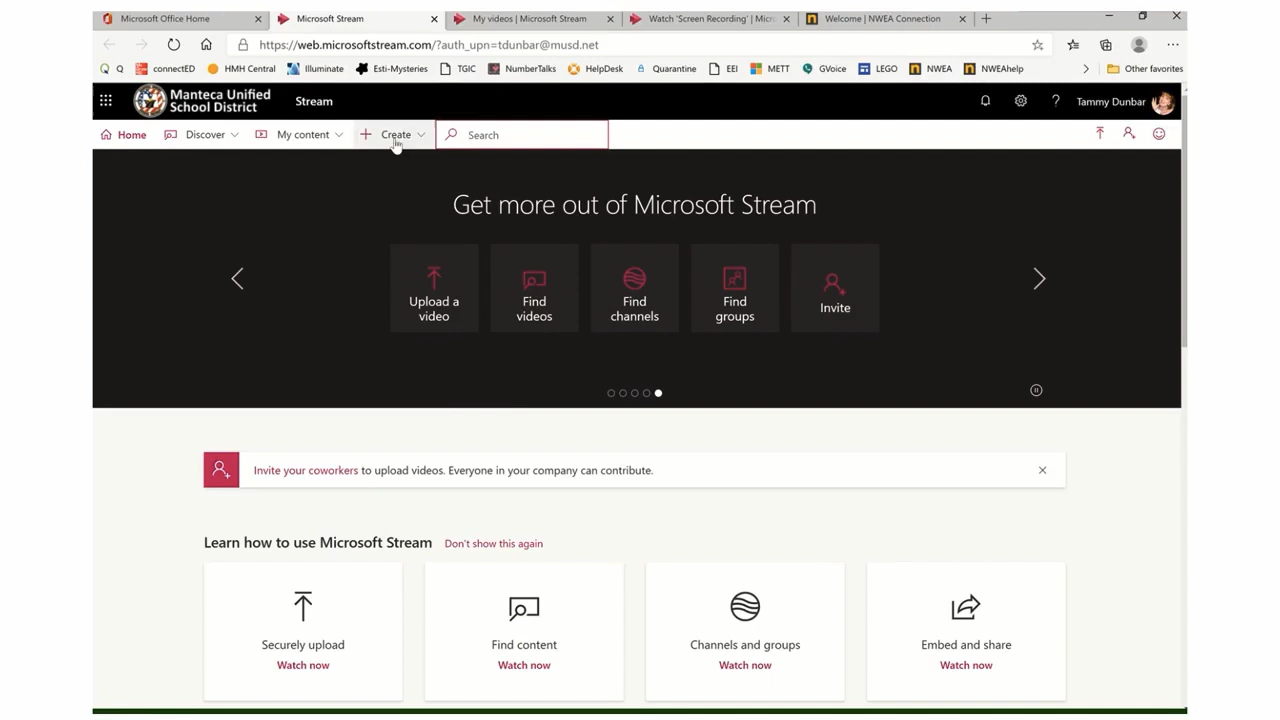 Microsoft Office Home
Microsoft Stream
My videos | Microsoft Stream
Watch 'Screen Recording' | Micr
Welcome | NWEA Connection
https://web.microsoftstream.com/?auth_upn=tdunbar@musd.net
Q
connectED
HMH Central
Illuminate
Esti-Mysteries
TGIC
NumberTalks
HelpDesk
Quarantine
EEI
METT
GVoice
LEGO
NWEA
NWEAhelp
Other favorites
Manteca Unified
School District
Stream
Tammy Dunbar
Home
Discover
My content
Create
Search
Get more out of Microsoft Stream
Upload a
video
Find
videos
Find
channels
Find
groups
Invite
Invite your coworkers to upload videos. Everyone in your company can contribute.
Learn how to use Microsoft Stream
Don't show this again
Securely upload
Watch now
Find content
Watch now
Channels and groups
Watch now
Embed and share
Watch now